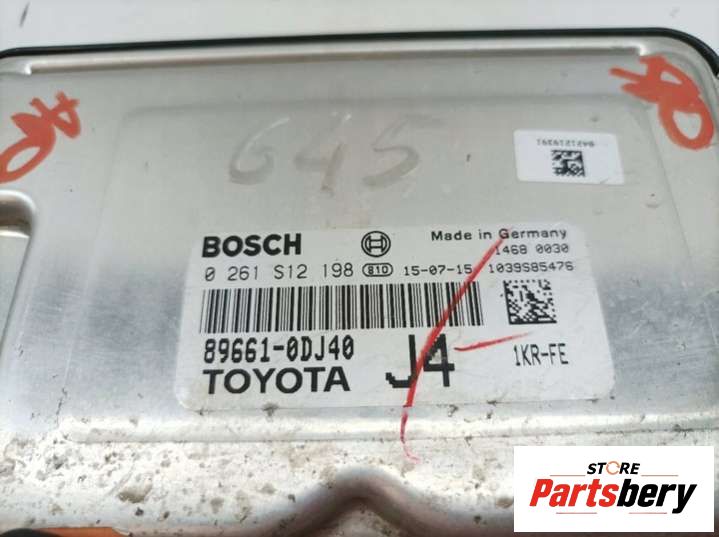 645
8421219391
BOSCH
Made in Germany
1468 0030
0 261 S12 198 810 15-07-15 1039S85476
89661-0DJ40
J4
1KR-FE
TOYOTA
STORE
Partsbery